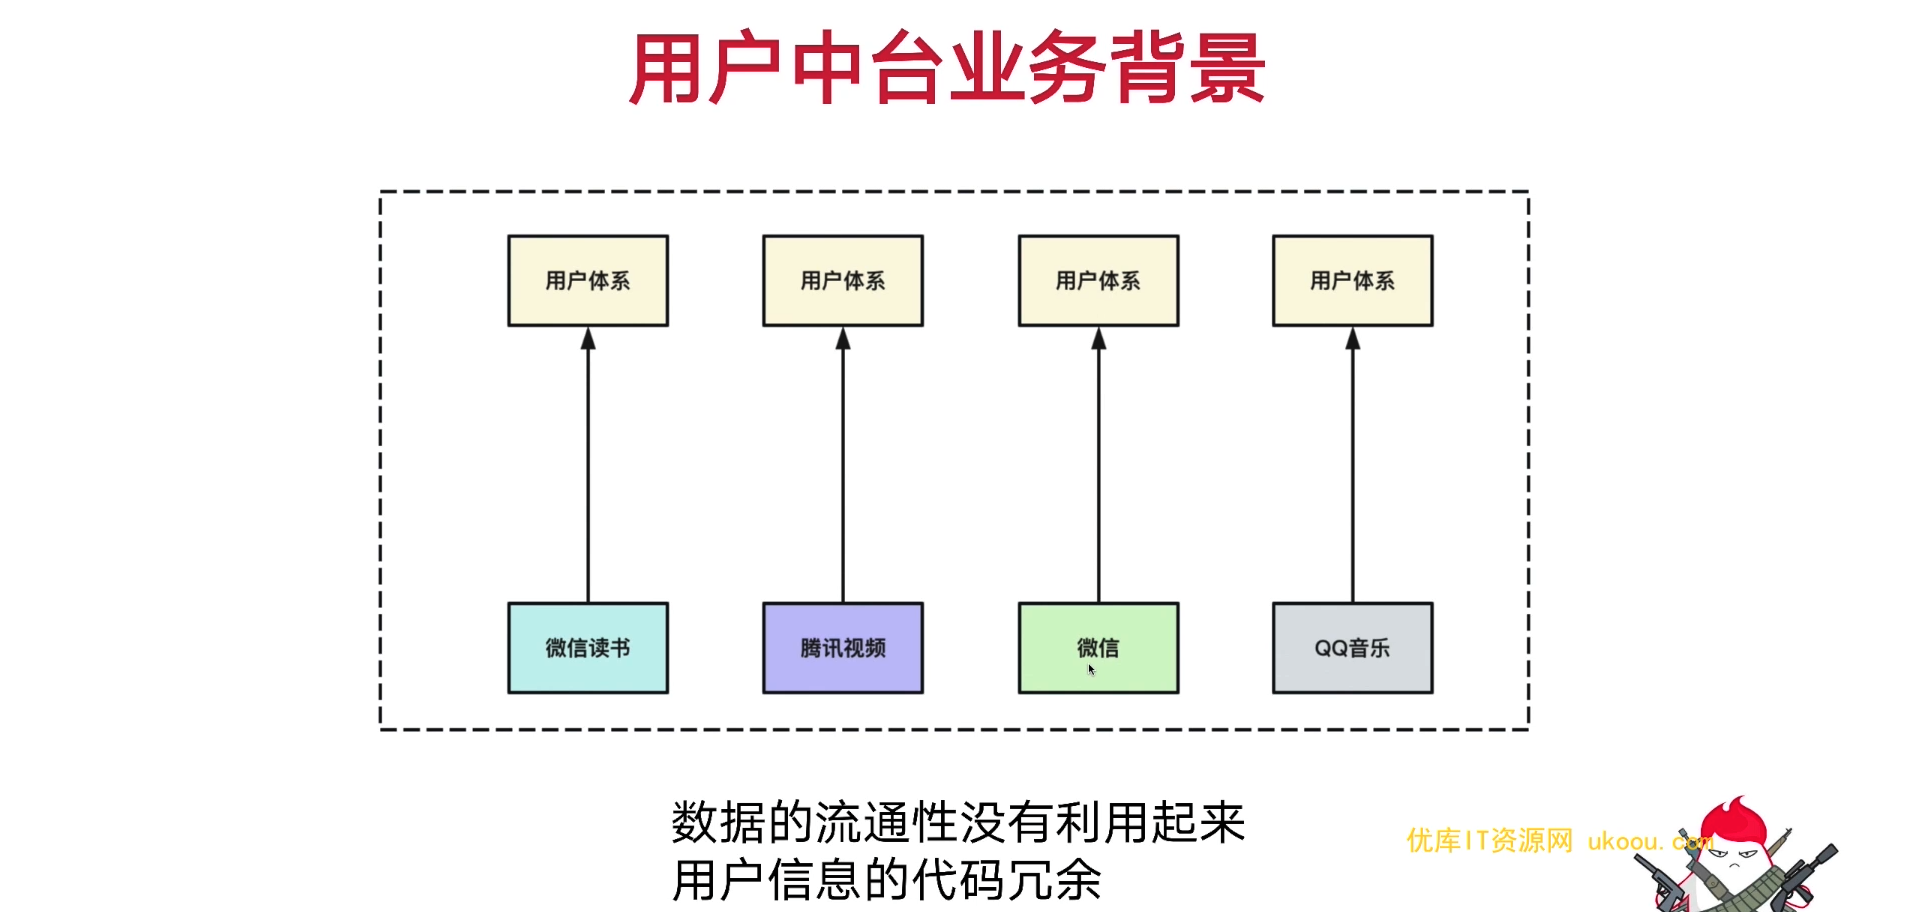 用户中台业务背景
用户体系 用户体系 用户体系 用户体系
微信读书 腾讯视频 微信 QQ音乐
数据的流通性没有利用起来
用户信息的代码冗余
优库IT资源网 ukoou.com